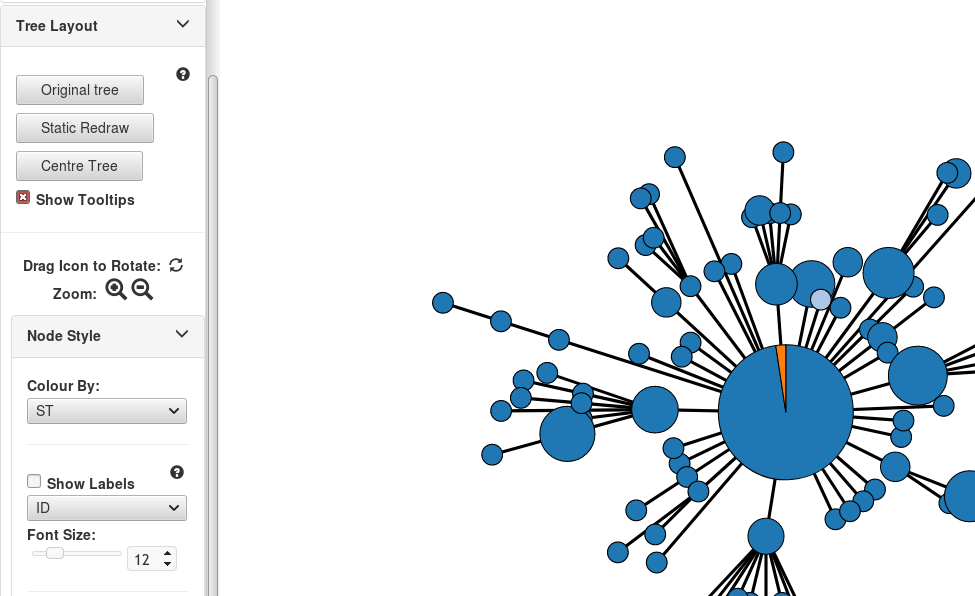 Tree Layout
Original tree
Static Redraw
Centre Tree
Show Tooltips
Drag Icon to Rotate:
Zoom:
Node Style
Colour By:
ST
Show Labels
ID
Font Size:
12